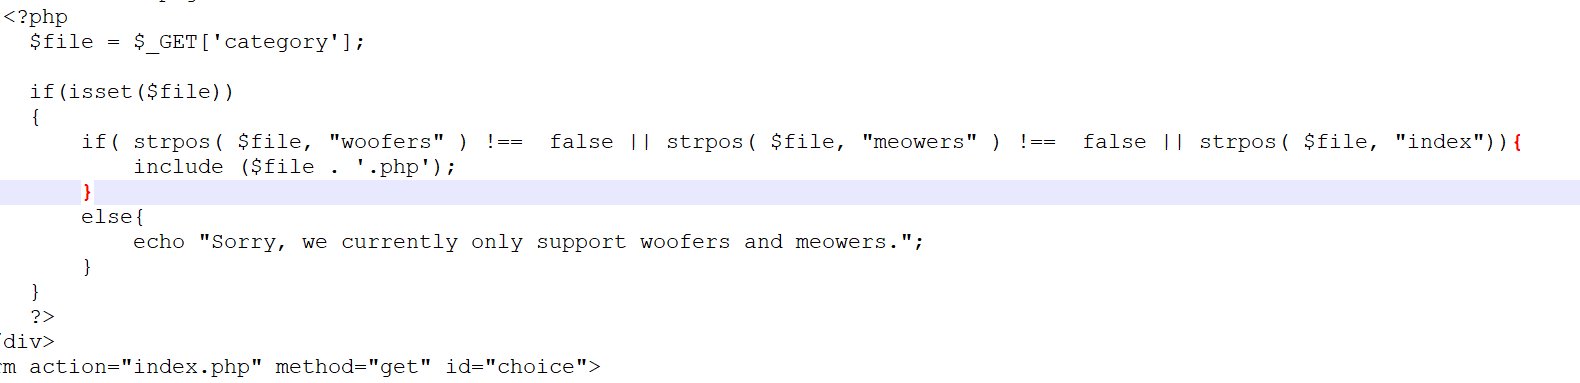 <?php
$file = $_GET['category'];
if(isset($file))
{
if( strpos( $file, "woofers" ) !==  false || strpos( $file, "meowers" ) !==  false || strpos( $file, "index")){
include ($file . '.php');
}
else{
echo "Sorry, we currently only support woofers and meowers.";
}
}
?>
/div>
rm action="index.php" method="get" id="choice">